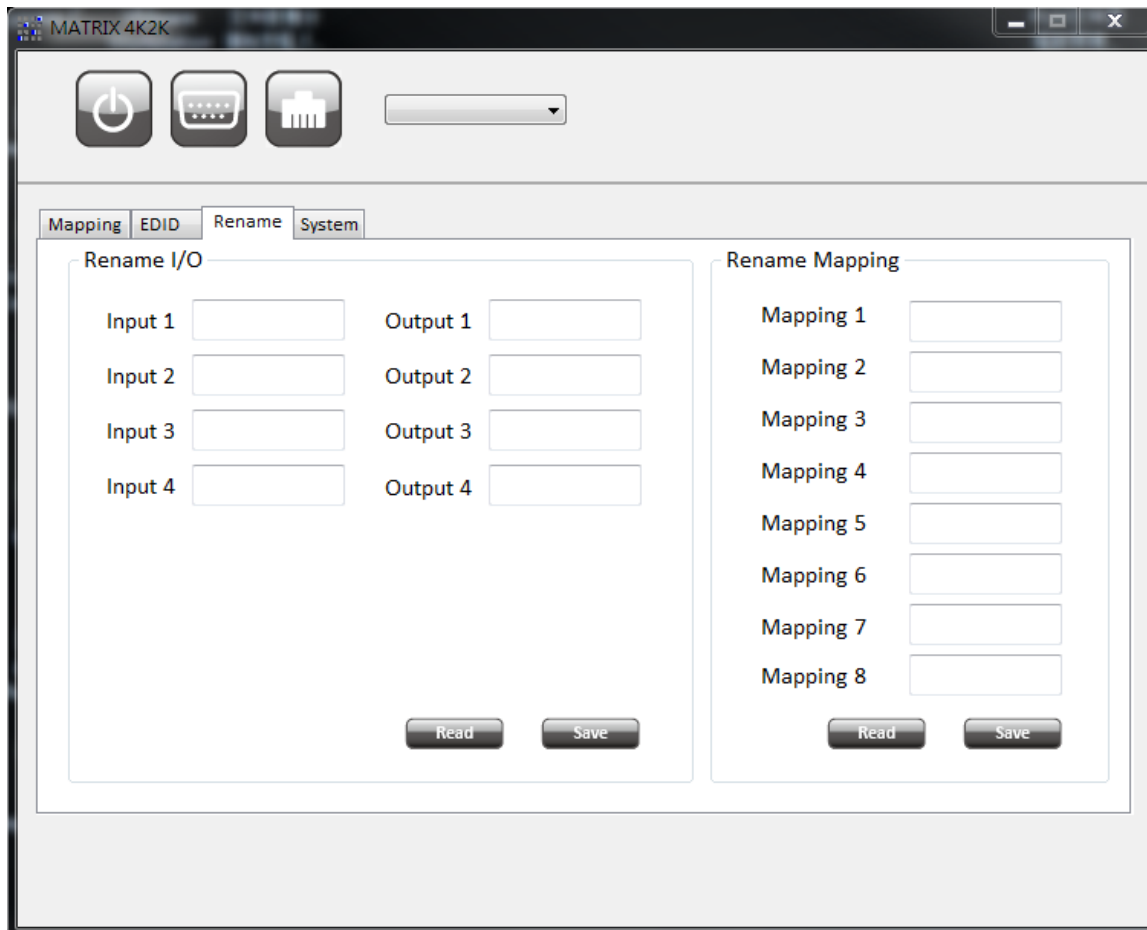 MATRIX 4K2K
Mapping EDID Rename System
Rename I/O
Input 1 Output 1
Input 2 Output 2
Input 3 Output 3
Input 4 Output 4
Read Save
Rename Mapping
Mapping 1
Mapping 2
Mapping 3
Mapping 4
Mapping 5
Mapping 6
Mapping 7
Mapping 8
Read Save